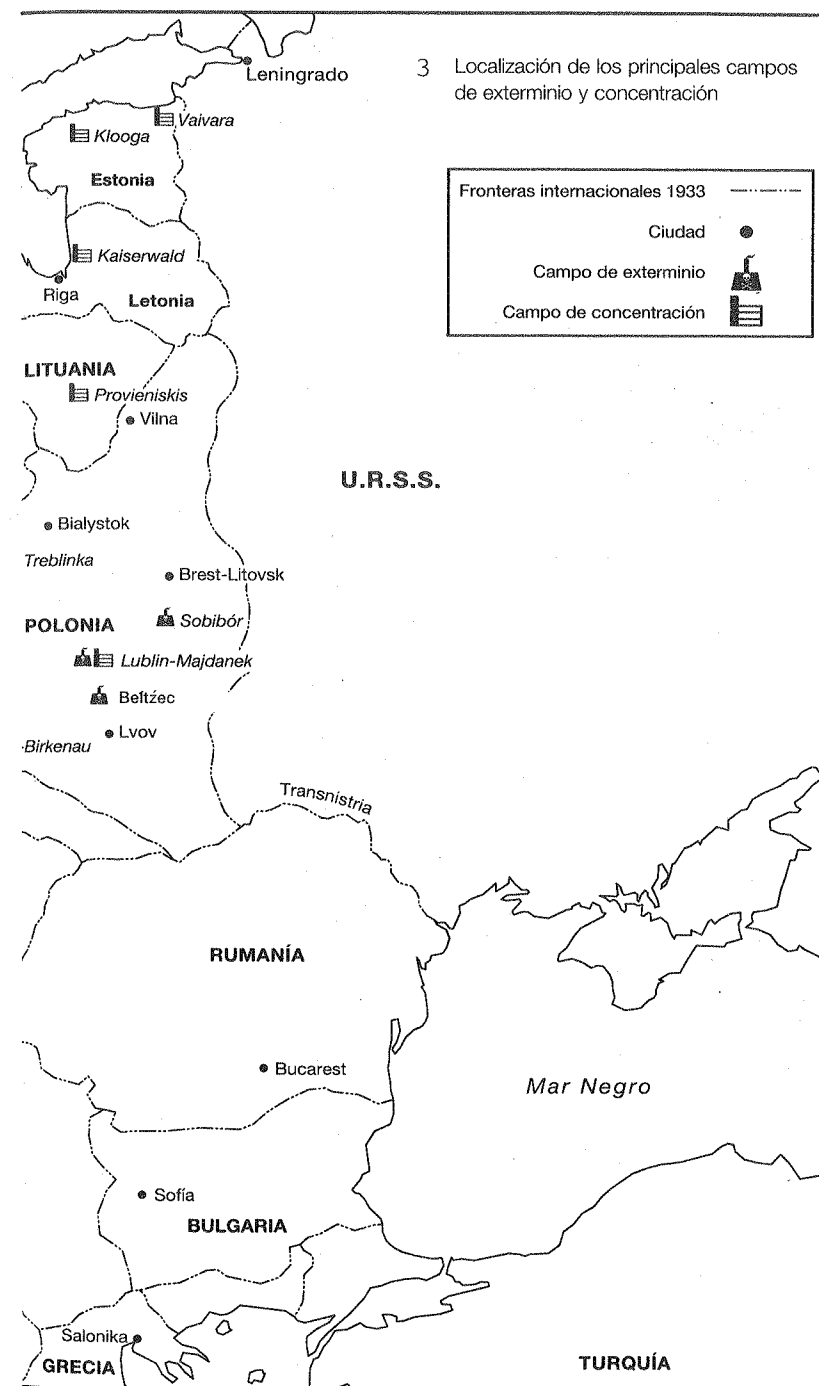 Leningrado
3 Localización de los principales campos
de exterminio y concentración
Vaivara
Klooga
Estonia
Fronteras internacionales 1933
Ciudad
Campo de exterminio
Campo de concentración
Kaiserwald
Riga
Letonia
LITUANIA
Provieniskis
Vilna
U.R.S.S.
Bialystok
Treblinka
Brest-Litovsk
Sobibór
POLONIA
Lublin-Majdanek
Bełtźec
Lvov
-Birkenau
Transnistria
RUMANÍA
Bucarest
Mar Negro
Sofía
BULGARIA
Salonika
GRECIA
TURQUÍA